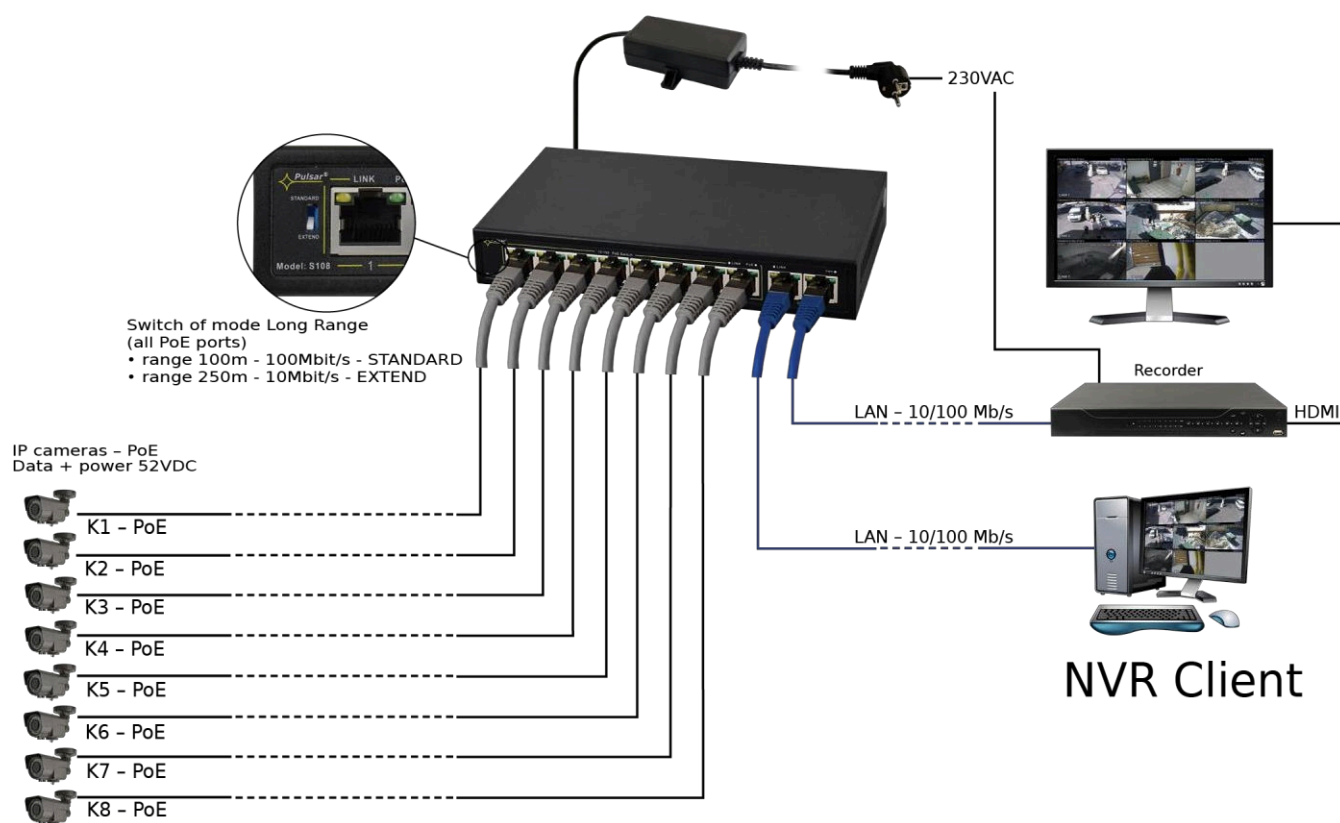 230VAC
Pulsar®
LINK
STANDARD
EXTEND
Model: S108
1
Switch of mode Long Range
(all PoE ports)
• range 100m - 100Mbit/s - STANDARD
• range 250m - 10Mbit/s - EXTEND
Recorder
LAN – 10/100 Mb/s
HDMI
IP cameras – PoE
Data + power 52VDC
K1 – PoE
K2 – PoE
K3 – PoE
K4 – PoE
K5 – PoE
K6 – PoE
K7 – PoE
K8 – PoE
LAN – 10/100 Mb/s
NVR Client